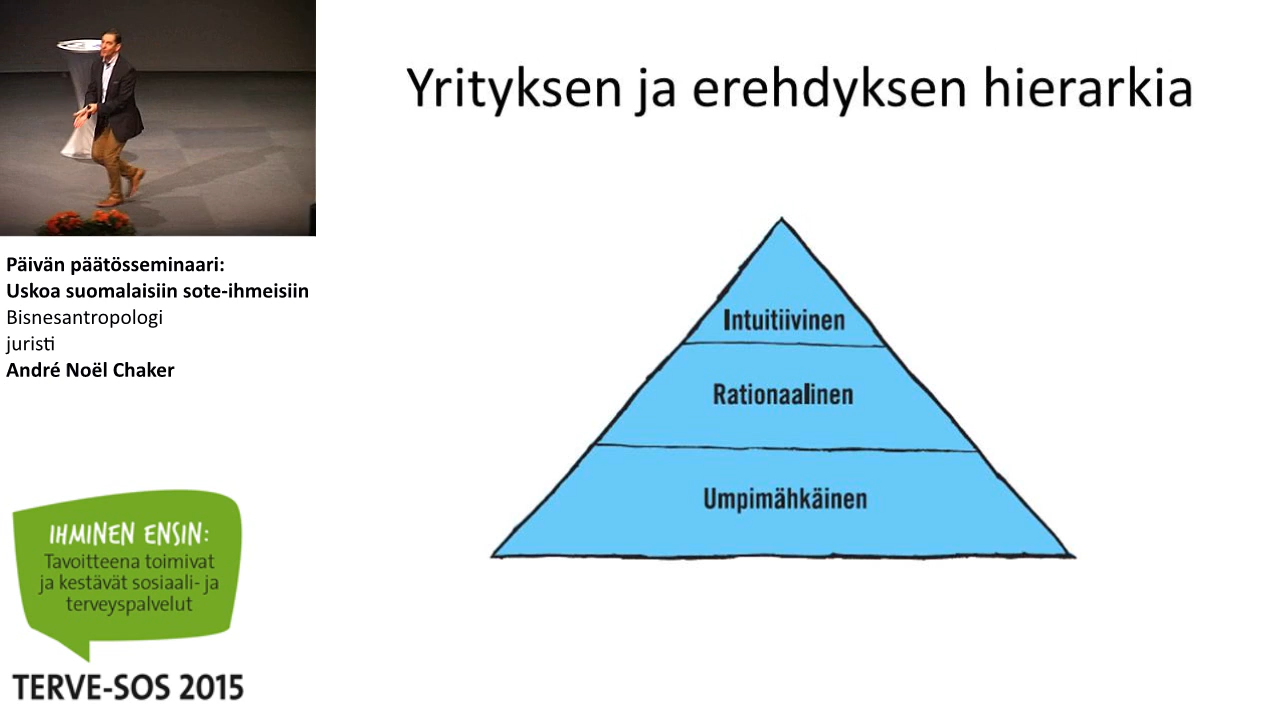 Yrityksen ja erehdyksen hierarkia
Intuitiivinen
Rationaalinen
Umpimähkäinen
Päivän päätösseminaari:
Uskoa suomalaisiin sote-ihmeisiin
Bisnesantropologi
juristi
André Noël Chaker
IHMINEN ENSIN:
Tavoitteena toimivat
ja kestävät sosiaali- ja
terveyspalvelut
TERVE-SOS 2015